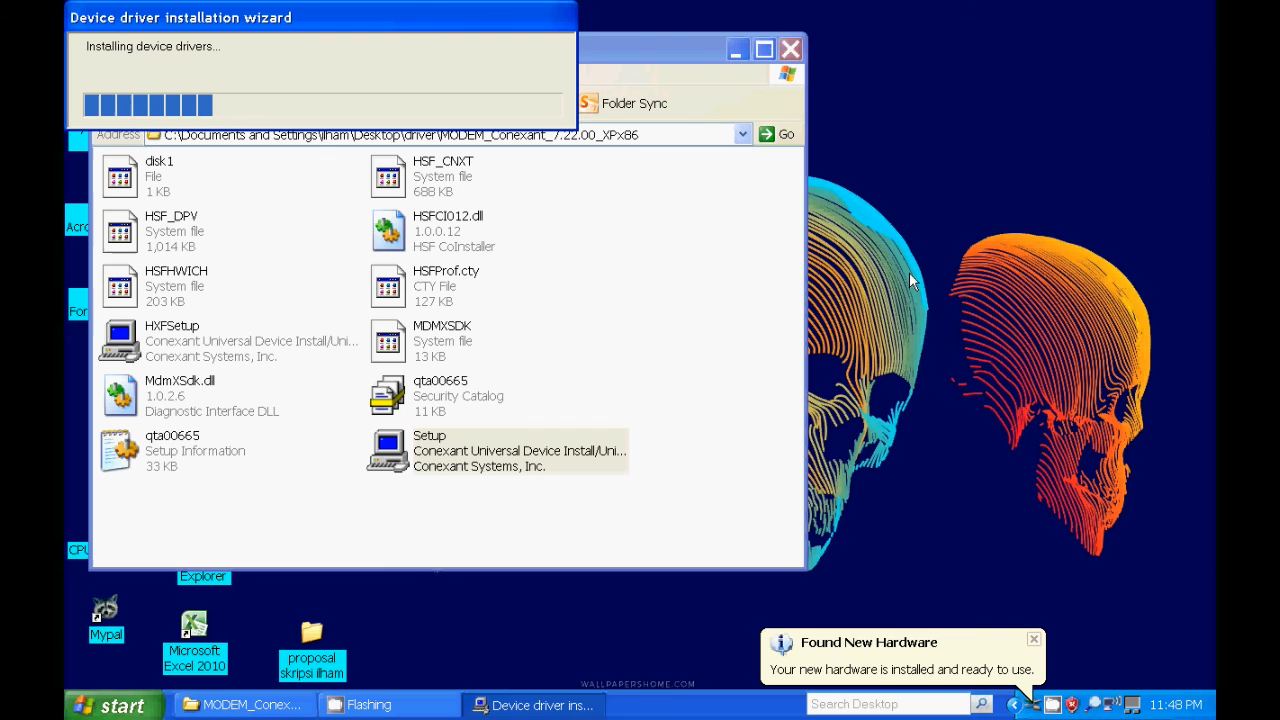 Device driver installation wizard
Installing device drivers...
Folder Sync
Address
C:\Documents and Settings\ilham\Desktop\driver\MODEM_Conexant_7.22.00_XPx86
Go
disk1
File
1 KB
HSF_CNXT
System file
688 KB
HSF_DPV
System file
1,014 KB
HSFCI012.dll
1.0.0.12
HSF CoInstaller
HSFHWICH
System file
203 KB
HSFProf.cty
CTY File
127 KB
HXFSetup
Conexant Universal Device Install/Uni...
Conexant Systems, Inc.
MDMXSDK
System file
13 KB
MdmXSdk.dll
1.0.2.6
Diagnostic Interface DLL
qta00665
Security Catalog
11 KB
qta00665
Setup Information
33 KB
Setup
Conexant Universal Device Install/Uni...
Conexant Systems, Inc.
Acro
For
CPU
Explorer
Mypal
Microsoft
Excel 2010
proposal
skripsi ilham
WALLPAPERSHOME.COM
Found New Hardware
Your new hardware is installed and ready to use.
start
MODEM_Conex...
Flashing
Device driver ins...
Search Desktop
11:48 PM